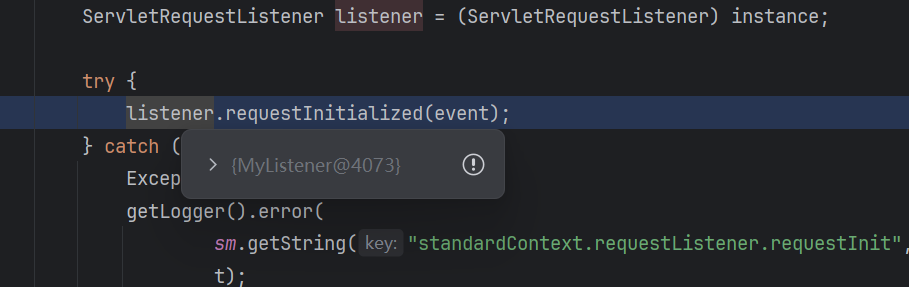 ServletRequestListener listener = (ServletRequestListener) instance;
try {
listener.requestInitialized(event);
} catch (
{MyListener@4073}
Excep
getLogger().error(
sm.getString( key: "standardContext.requestListener.requestInit",
t);